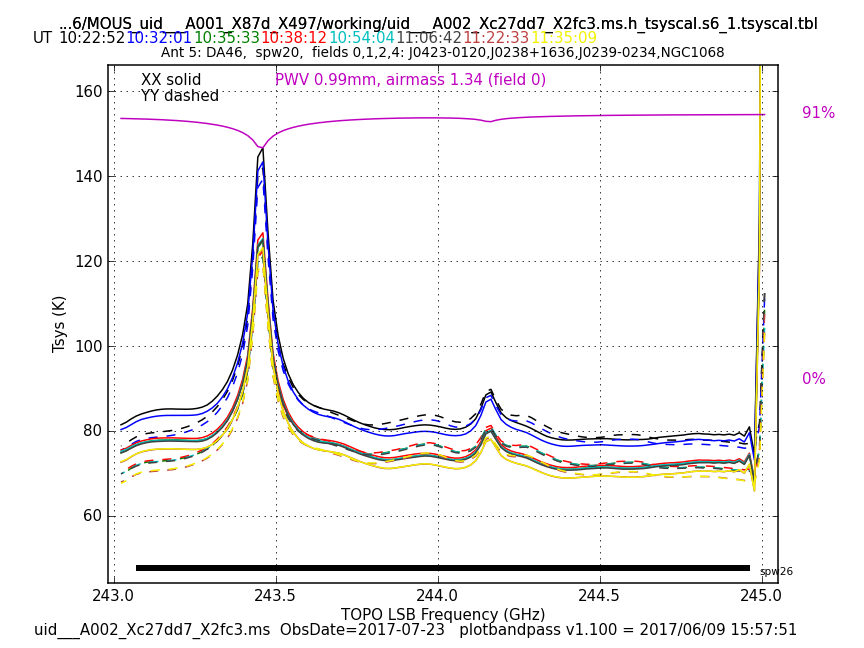 ...6/MOUS_uid___A001_X87d_X497/working/uid___A002_Xc27dd7_X2fc3.ms.h_tsyscal.s6_1.tsyscal.tbl
UT 10:22:52 10:32:01 10:35:33 10:38:12 10:54:04 11:06:42 11:22:33 11:35:09
Ant 5: DA46, spw20, fields 0,1,2,4: J0423-0120,J0238+1636,J0239-0234,NGC1068
XX solid
PWV 0.99mm, airmass 1.34 (field 0)
YY dashed
160
140
120
100
80
60
Tsys (K)
91%
0%
spw26
243.0 243.5 244.0 244.5 245.0
TOPO LSB Frequency (GHz)
uid___A002_Xc27dd7_X2fc3.ms ObsDate=2017-07-23 plotbandpass v1.100 = 2017/06/09 15:57:51